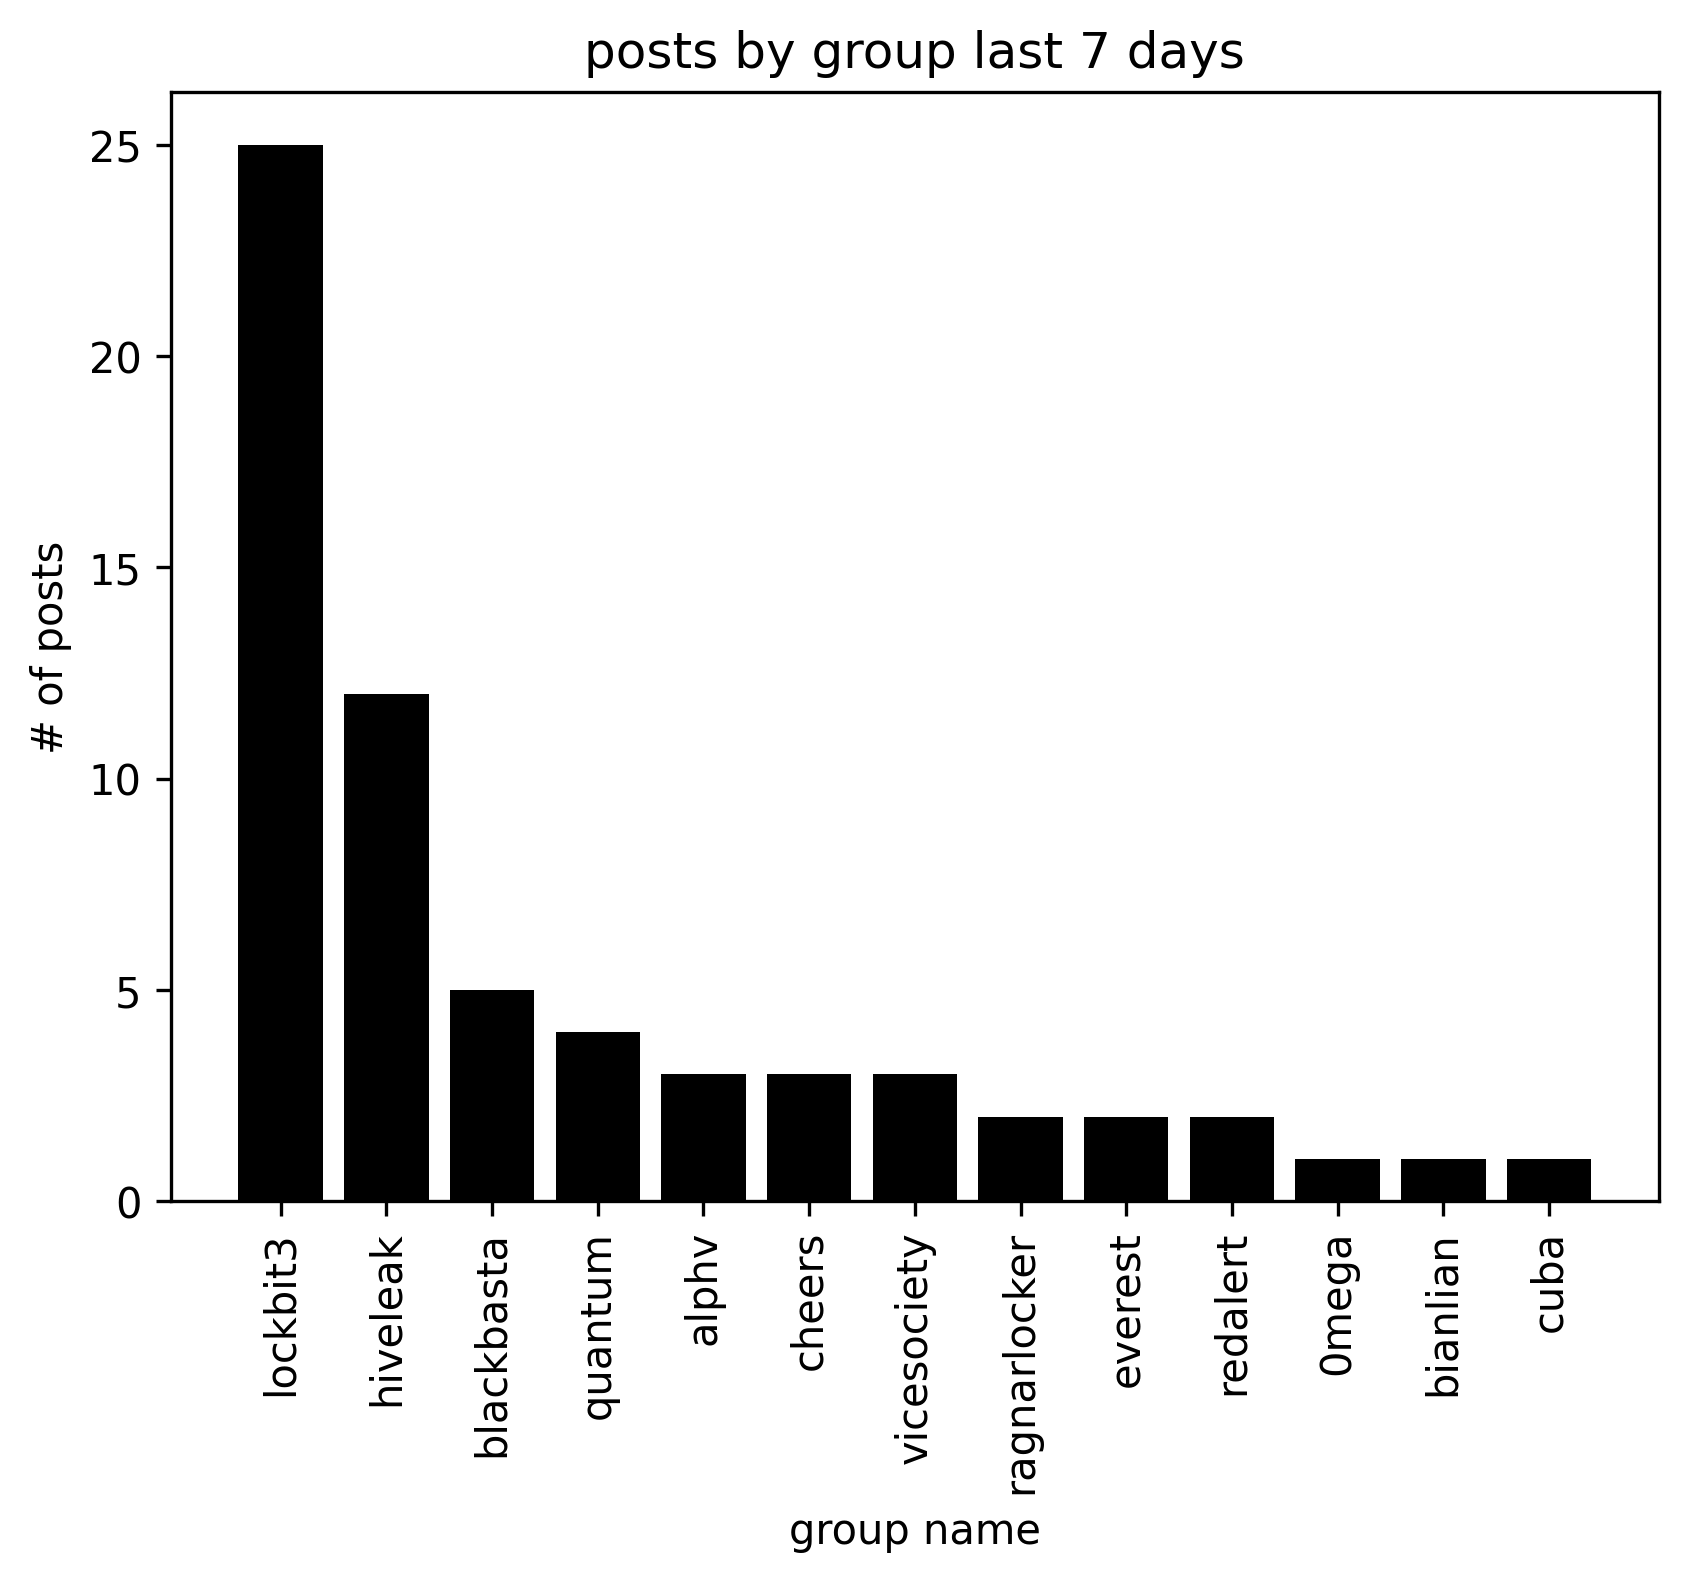 posts by group last 7 days
# of posts
25
20
15
10
5
0
lockbit3
hiveleak
blackbasta
quantum
alphv
cheers
vicesociety
ragnarlocker
everest
redalert
0mega
bianlian
cuba
group name